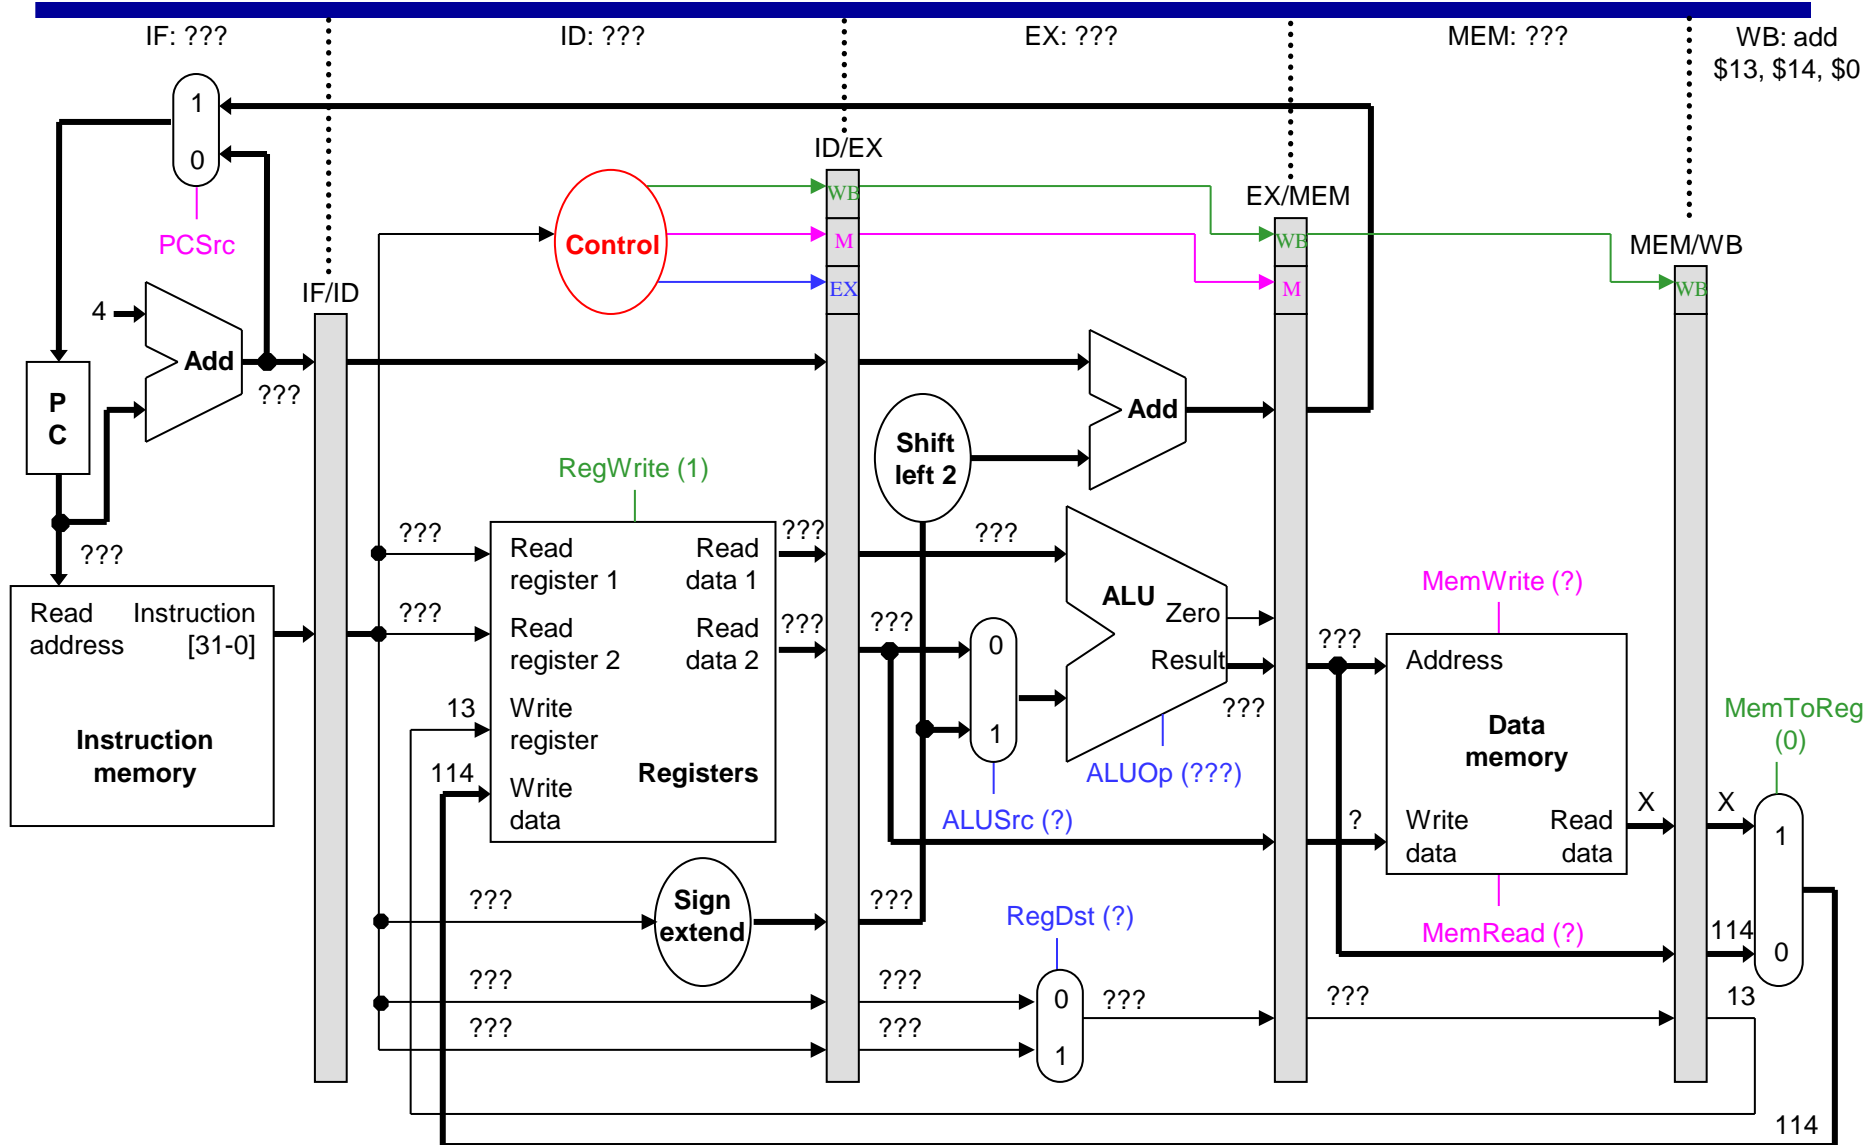 IF: ???
ID: ???
EX: ???
MEM: ???
WB: add
$13, $14, $0
1
0
PCSrc
ID/EX
WB
M
EX
Control
EX/MEM
WB
M
MEM/WB
WB
IF/ID
4
Add
???
P
C
Add
Shift
left 2
RegWrite (1)
???
???
???
???
Read
register 1
Read
data 1
Read
address
Instruction
[31-0]
Instruction
memory
???
Read
register 2
Read
data 2
???
???
0
1
ALU
Zero
Result
???
ALUOp (???)
ALUSrc (?)
MemWrite (?)
???
Address
Data
memory
13
Write
register
Registers
114
Write
data
?
Write
data
Read
data
X
X
MemToReg
(0)
1
0
MemRead (?)
114
???
Sign
extend
???
RegDst (?)
???
???
0
1
???
???
13
???
???
114